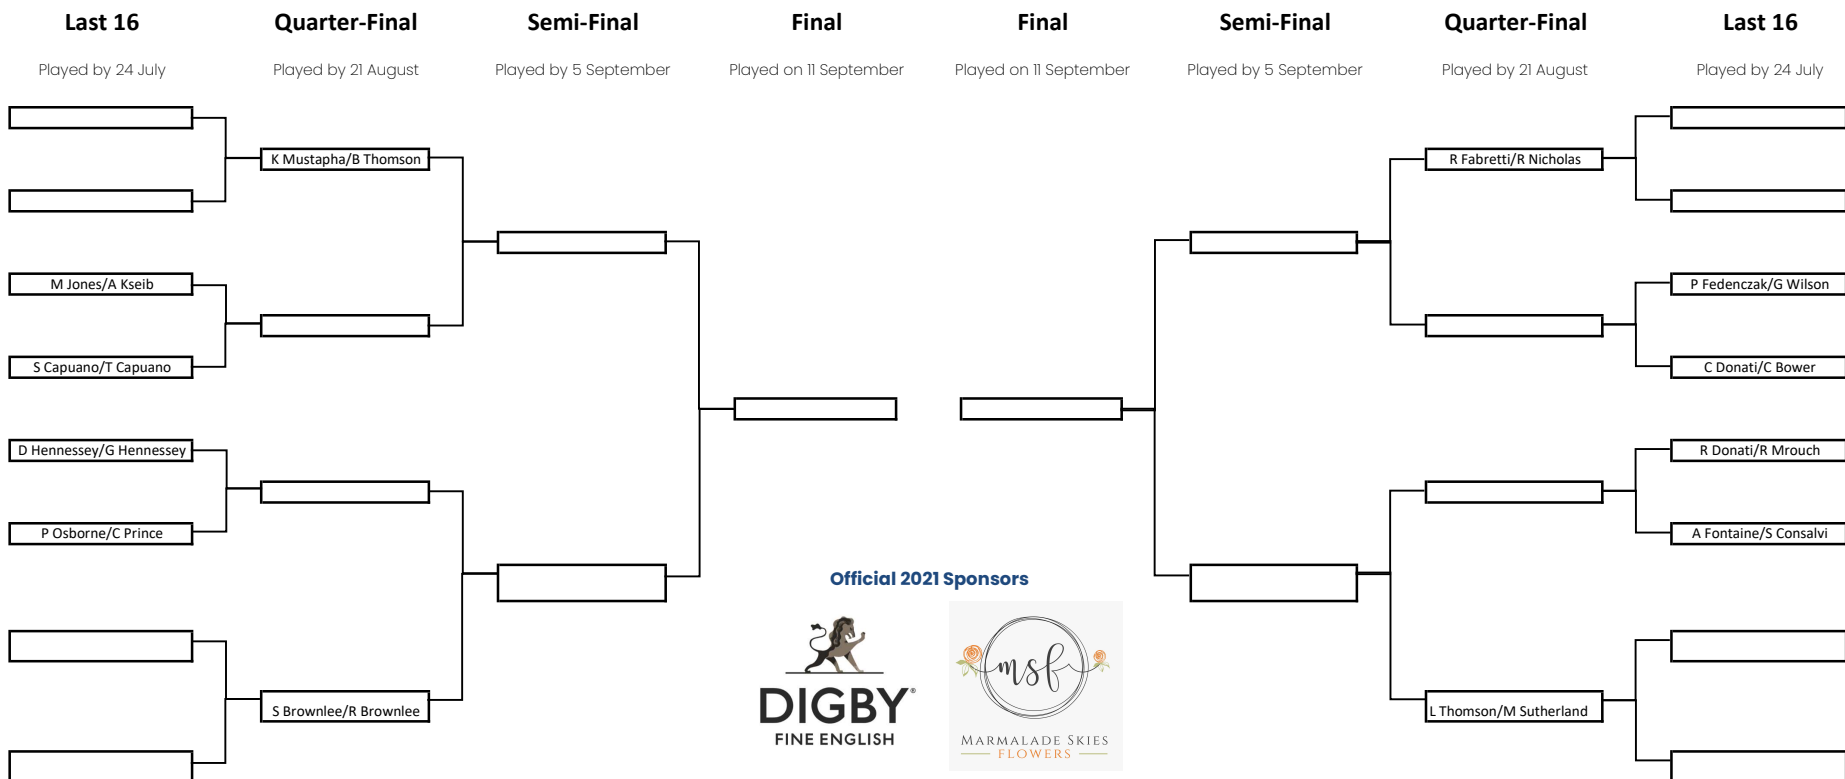 Last 16 Quarter-Final Semi-Final Final Final Semi-Final Quarter-Final Last 16
Played by 24 July Played by 21 August Played by 5 September Played on 11 September Played on 11 September Played by 5 September Played by 21 August Played by 24 July
K Mustapha/B Thomson R Fabretti/R Nicholas
M Jones/A Kseib P Fedenczak/G Wilson
S Capuano/T Capuano C Donati/C Bower
D Hennessey/G Hennessey R Donati/R Mrouch
P Osborne/C Prince A Fontaine/S Consalvi
Official 2021 Sponsors
msf
S Brownlee/R Brownlee DIGBY® L Thomson/M Sutherland
FINE ENGLISH MARMALADE SKIES
FLOWERS